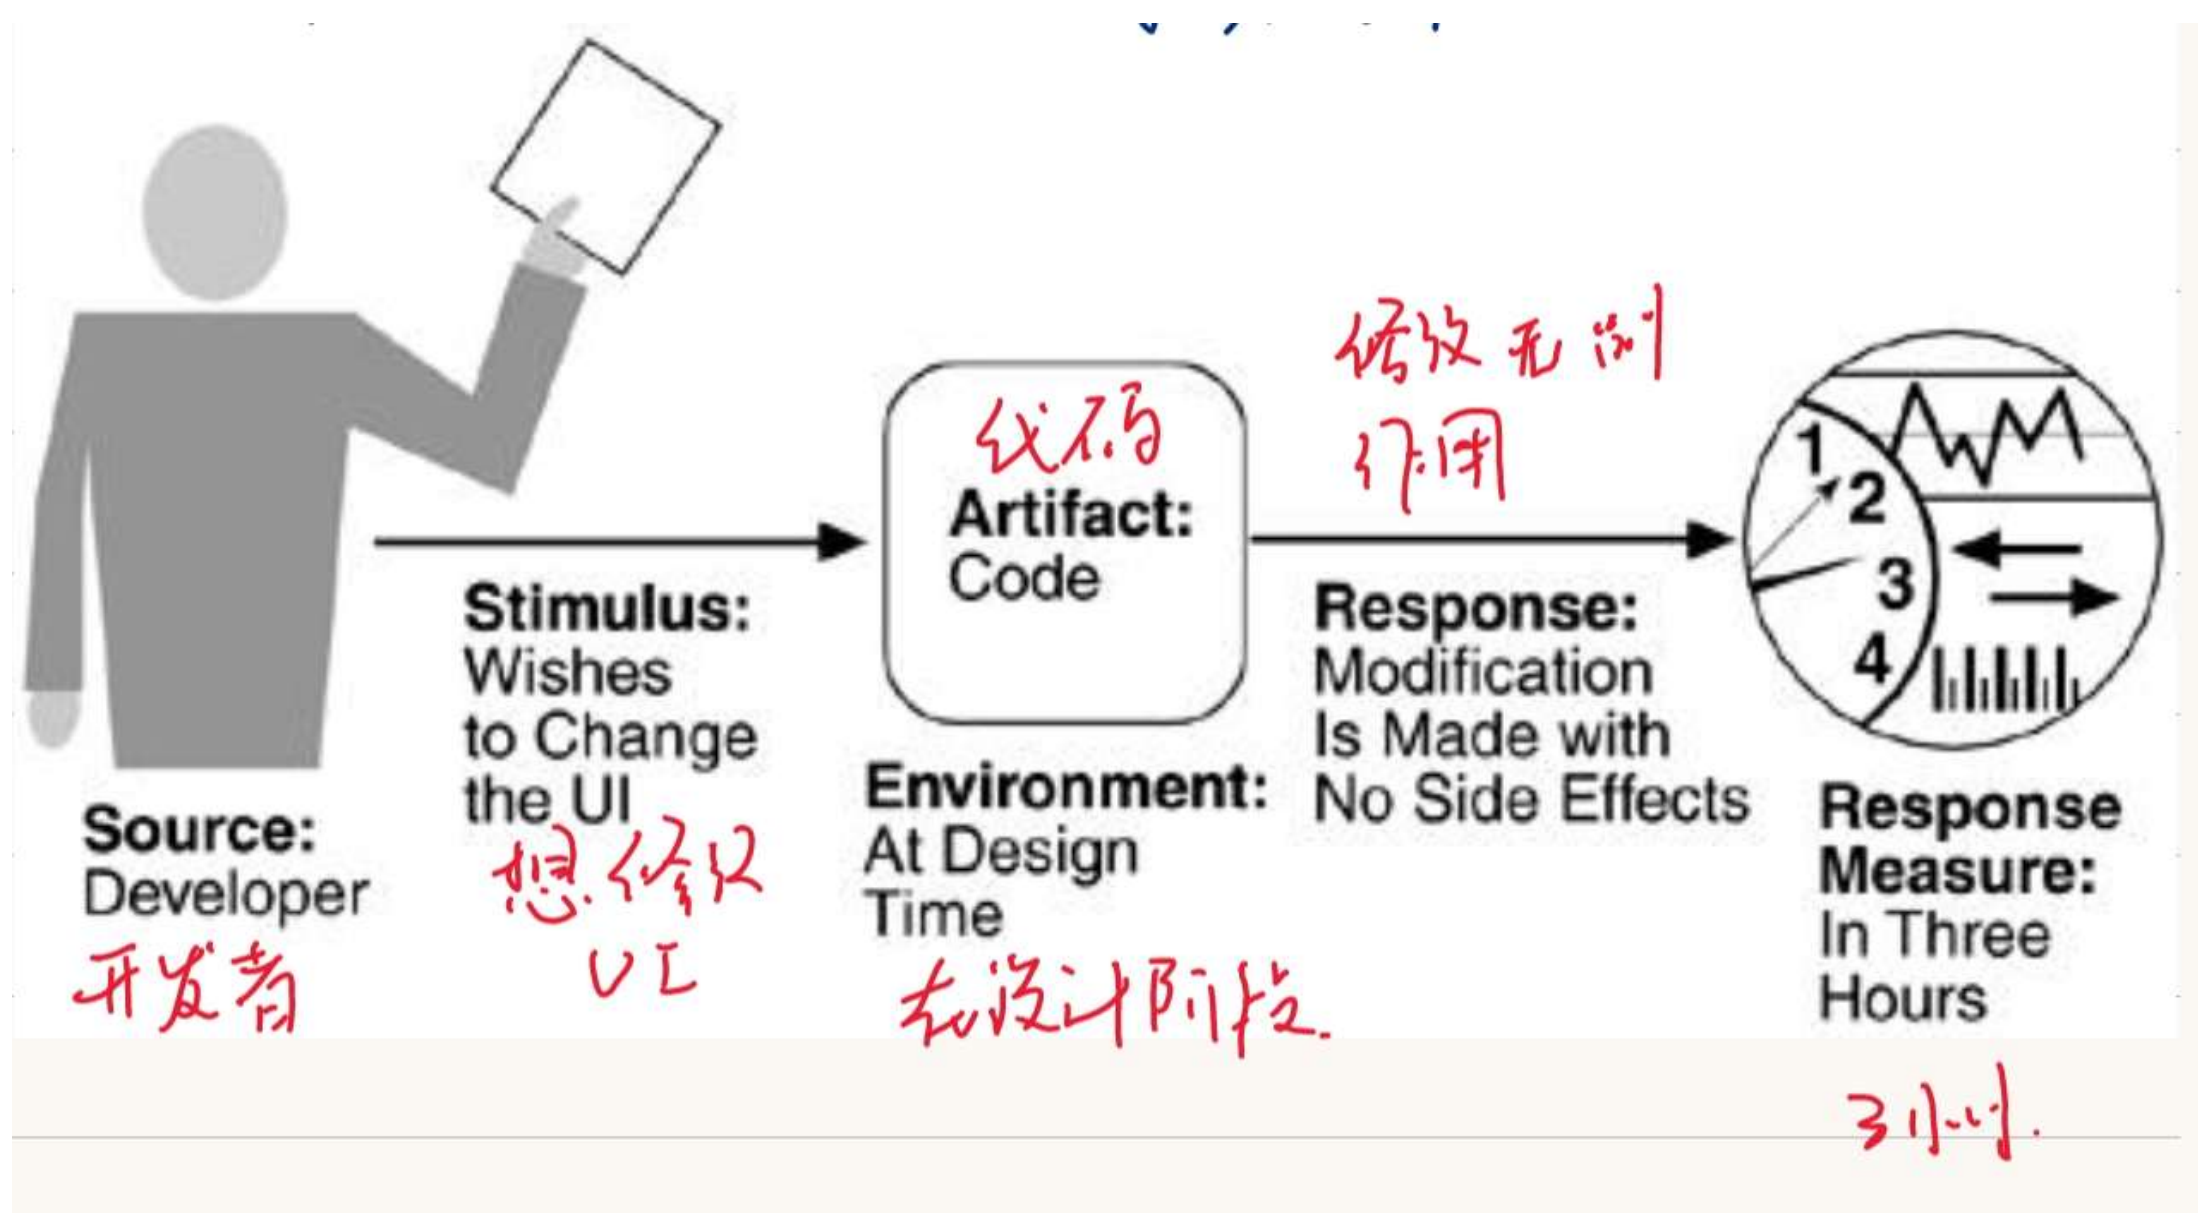 Source:
Developer
开发者
Stimulus:
Wishes
to Change
the UI
想修改
UI
代码
Artifact:
Code
Environment:
At Design
Time
在设计阶段.
修改无副
作用
Response:
Modification
Is Made with
No Side Effects
1
2
3
4
Response
Measure:
In Three
Hours
3小时.